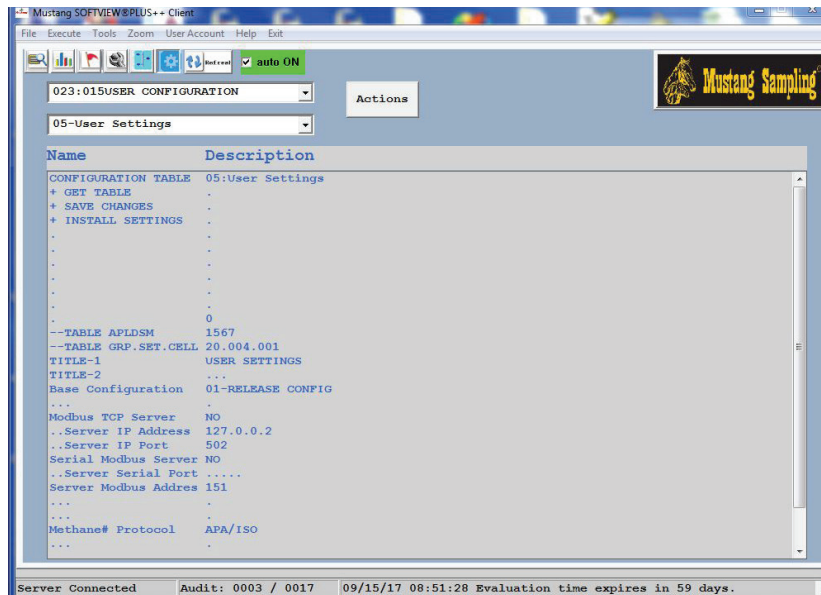 Mustang SOFTVIEW®PLUS++ Client
File Execute Tools Zoom User Account Help Exit
auto ON
023:015USER CONFIGURATION
Actions
Mustang Sampling
05-User Settings
Name Description
CONFIGURATION TABLE 05:User Settings
+ GET TABLE .
+ SAVE CHANGES .
+ INSTALL SETTINGS .
. .
. .
. .
. .
. .
. .
. 0
--TABLE APLDSM 1567
--TABLE GRP.SET.CELL 20.004.001
TITLE-1 USER SETTINGS
TITLE-2 ...
Base Configuration 01-RELEASE CONFIG
... .
Modbus TCP Server NO
..Server IP Address 127.0.0.2
..Server IP Port 502
Serial Modbus Server NO
..Server Serial Port .....
Server Modbus Addres 151
... .
... .
Methane# Protocol APA/ISO
... .
Server Connected Audit: 0003 / 0017 09/15/17 08:51:28 Evaluation time expires in 59 days.